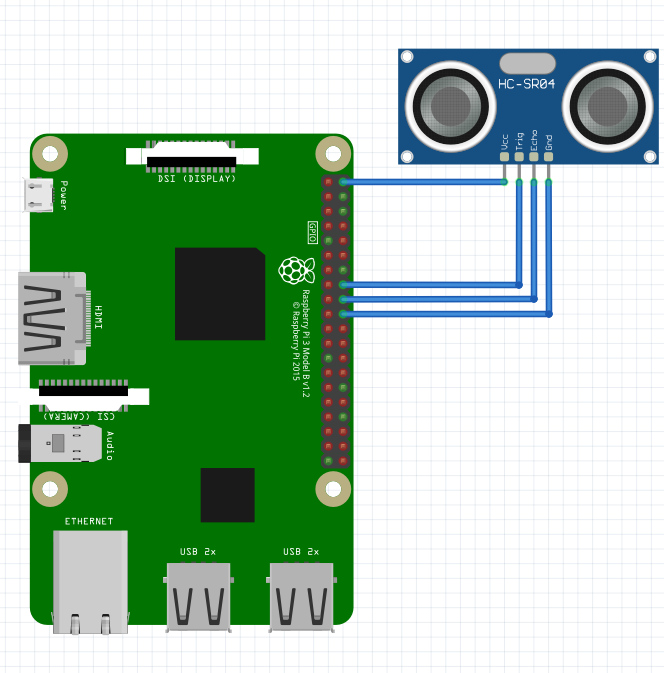 HC-SR04
Vcc
Trig
Echo
Gnd
DSI (DISPLAY)
Power
GPIO
HDMI
Raspberry Pi 3 Model B v1.2
© Raspberry Pi 2015
CSI (CAMERA)
Audio
ETHERNET
USB 2x
USB 2x